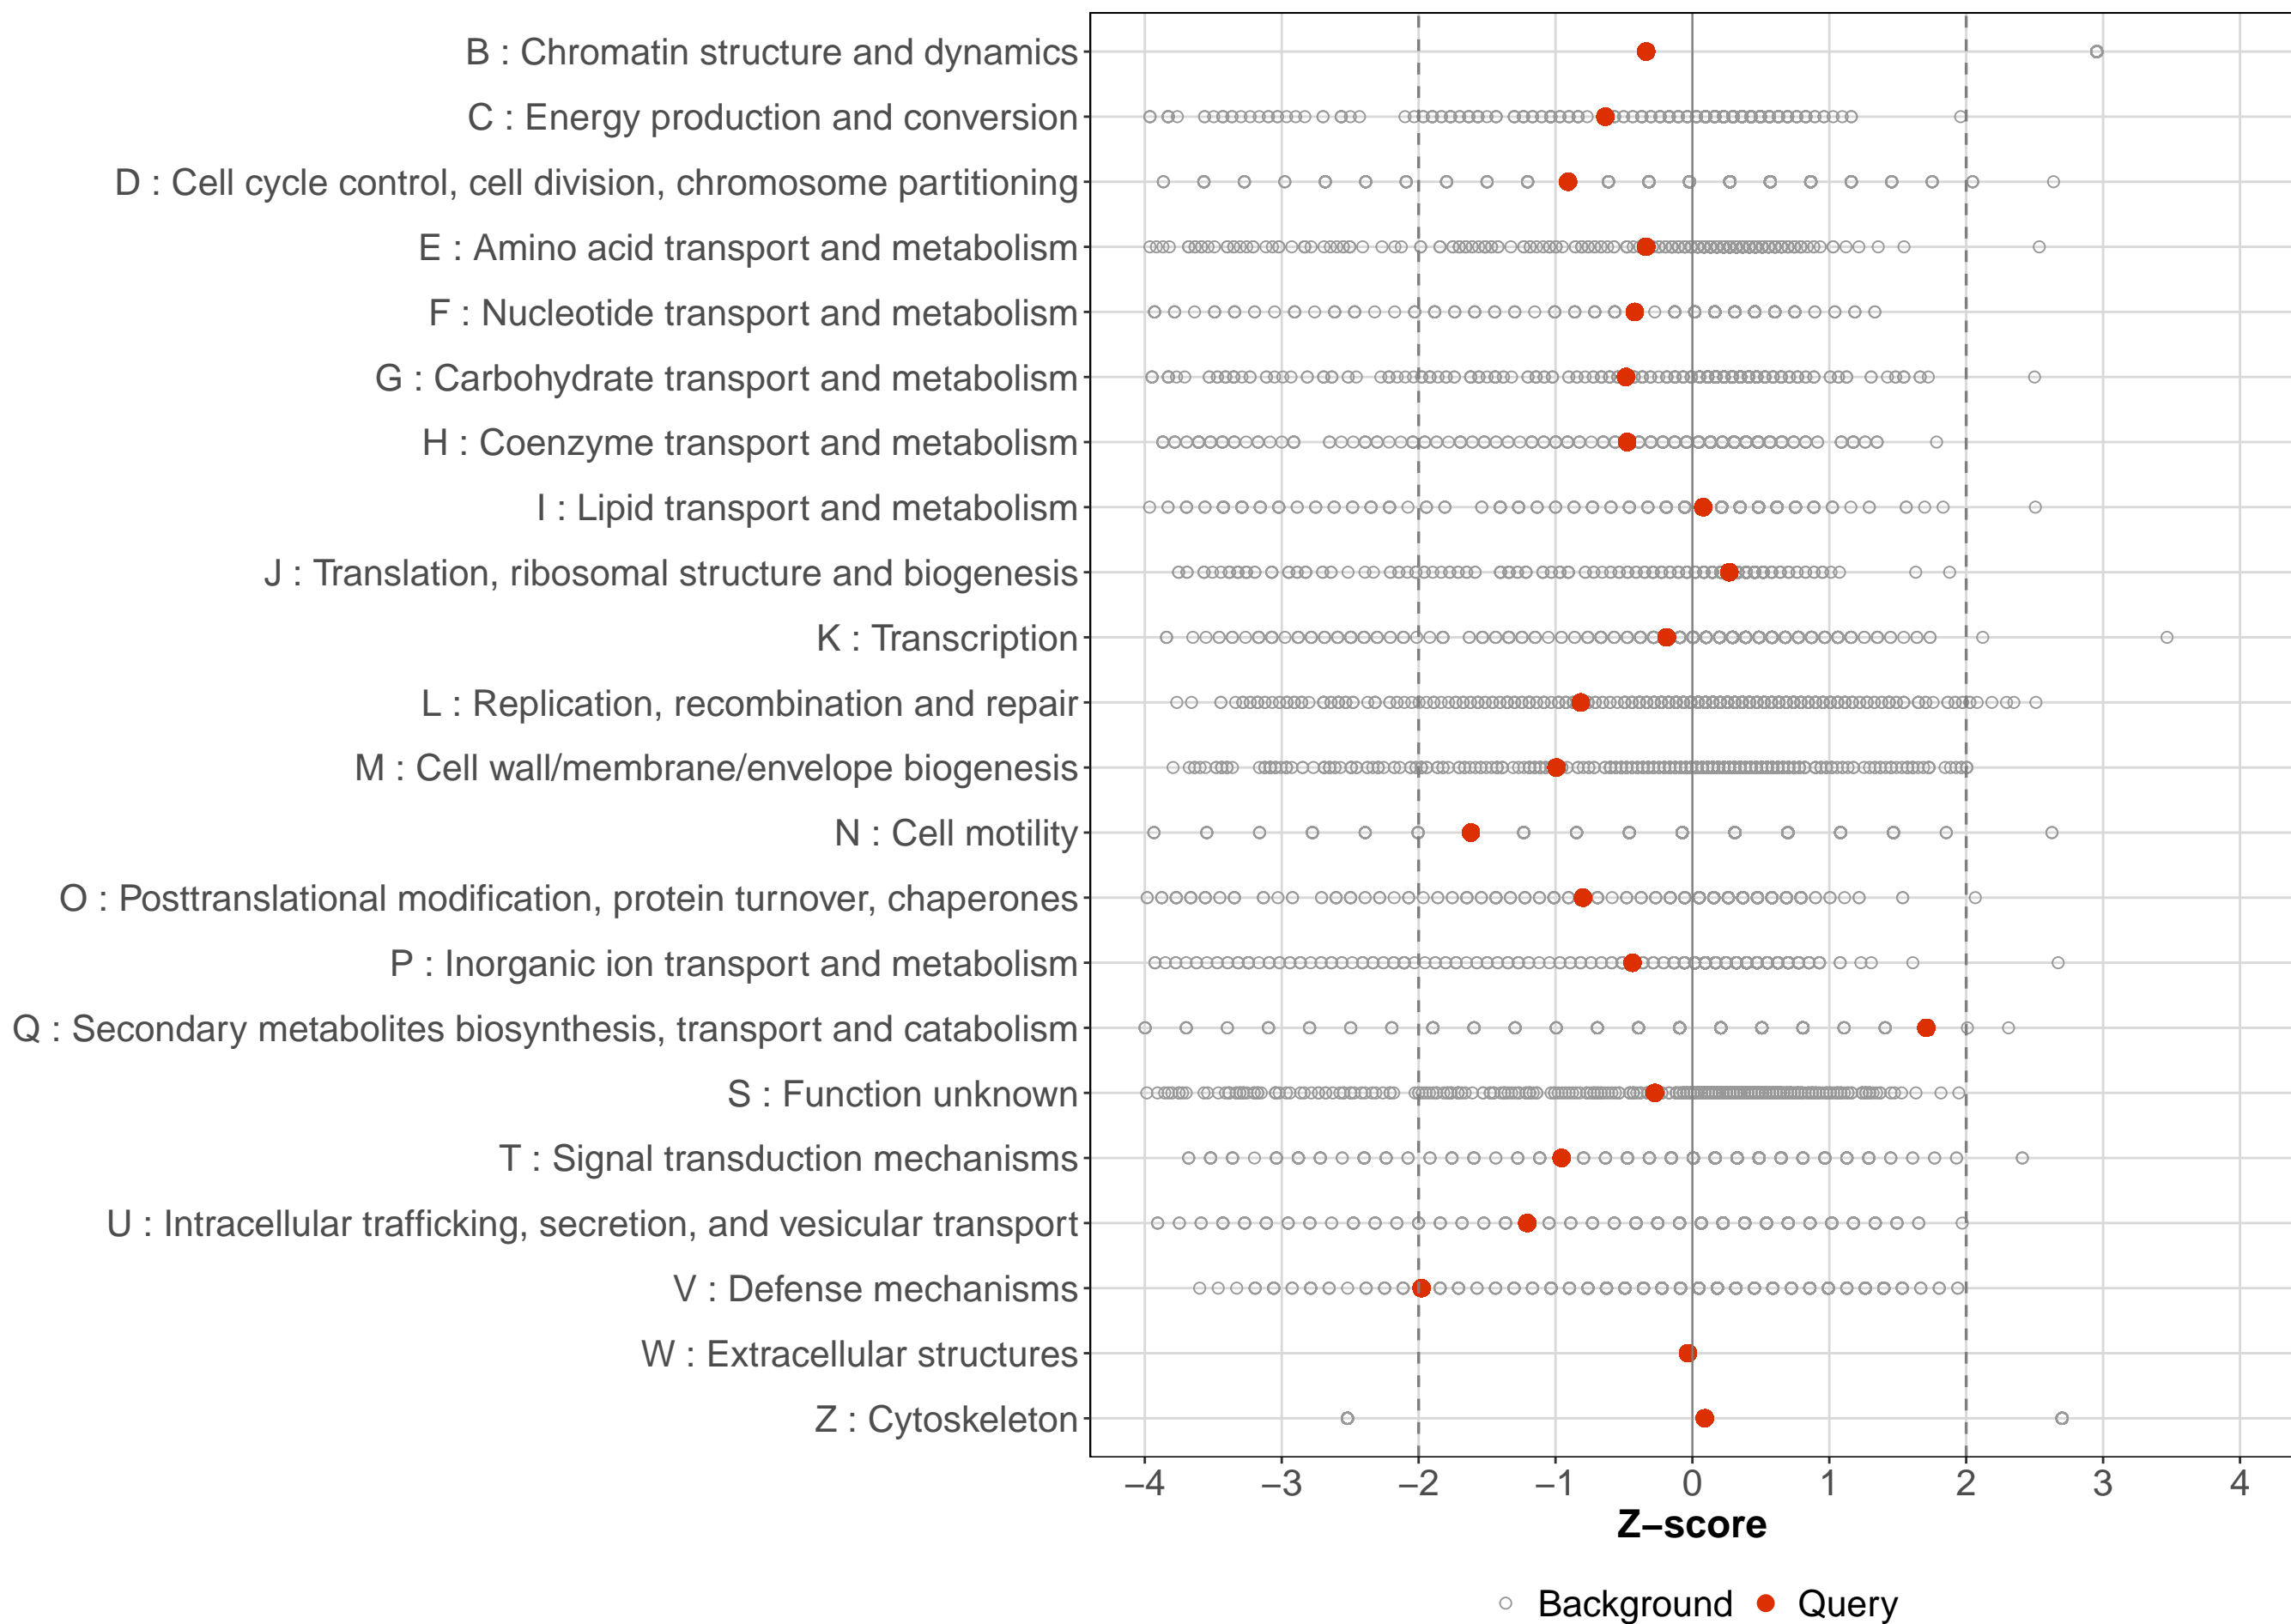 B : Chromatin structure and dynamics
C : Energy production and conversion
D : Cell cycle control, cell division, chromosome partitioning
E : Amino acid transport and metabolism
F : Nucleotide transport and metabolism
G : Carbohydrate transport and metabolism
H : Coenzyme transport and metabolism
I : Lipid transport and metabolism
J : Translation, ribosomal structure and biogenesis
K : Transcription
L : Replication, recombination and repair
M : Cell wall/membrane/envelope biogenesis
N : Cell motility
O : Posttranslational modification, protein turnover, chaperones
P : Inorganic ion transport and metabolism
Q : Secondary metabolites biosynthesis, transport and catabolism
S : Function unknown
T : Signal transduction mechanisms
U : Intracellular trafficking, secretion, and vesicular transport
V : Defense mechanisms
W : Extracellular structures
Z : Cytoskeleton
−4 −3 −2 −1 0 1 2 3 4
Z−score
Background Query